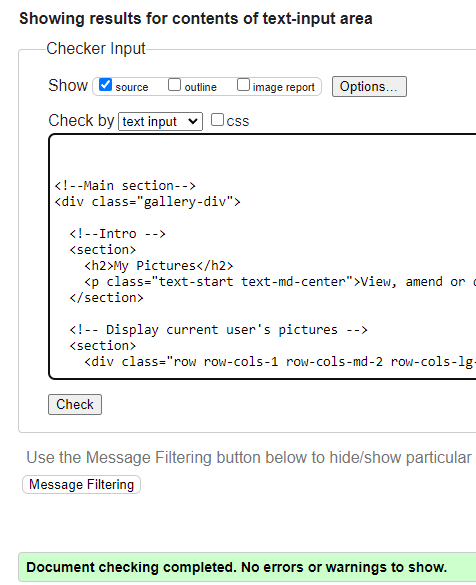 Showing results for contents of text-input area
Checker Input
Show source outline image report Options...
Check by text input css
<!--Main section-->
<div class="gallery-div">
<!--Intro -->
<section>
<h2>My Pictures</h2>
<p class="text-start text-md-center">View, amend or
</section>
<!-- Display current user's pictures -->
<section>
<div class="row row-cols-1 row-cols-md-2 row-cols-lg-
Check
Use the Message Filtering button below to hide/show particular
Message Filtering
Document checking completed. No errors or warnings to show.